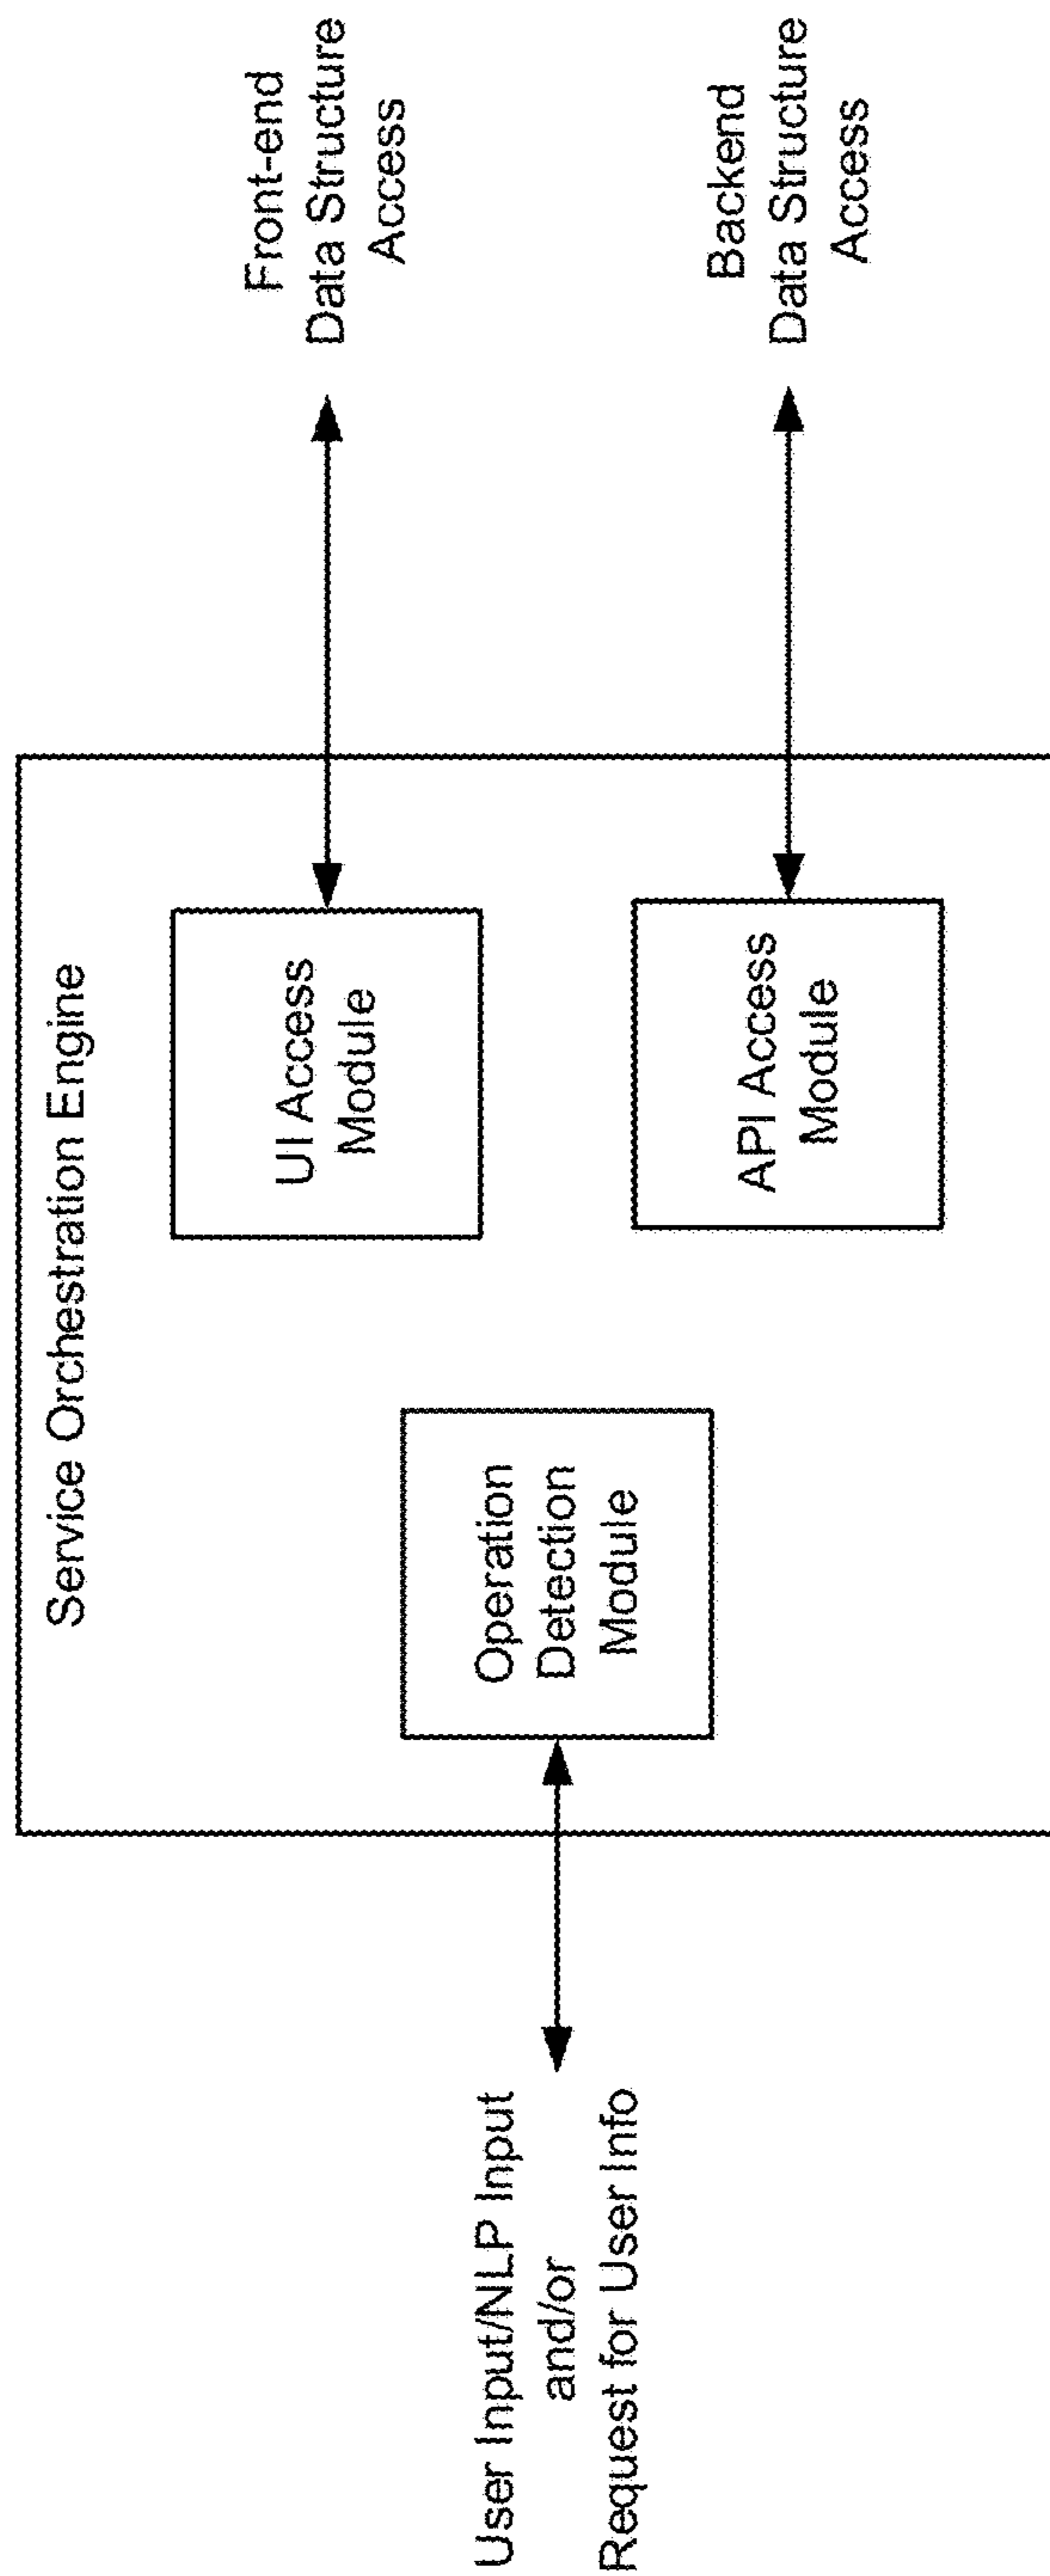 Service Orchestration Engine
User Input/NLP Input
and/or
Request for User Info
Operation
Detection
Module
UI Access
Module
API Access
Module
Front-end
Data Structure
Access
Backend
Data Structure
Access